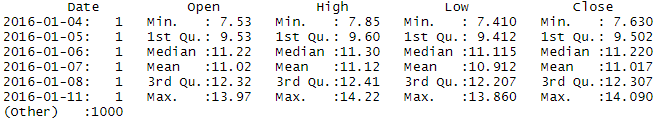 Date Open High Low Close
2016-01-04: 1 Min. : 7.53 Min. : 7.85 Min. : 7.410 Min. : 7.630
2016-01-05: 1 1st Qu.: 9.53 1st Qu.: 9.60 1st Qu.: 9.412 1st Qu.: 9.502
2016-01-06: 1 Median :11.22 Median :11.30 Median :11.115 Median :11.220
2016-01-07: 1 Mean :11.02 Mean :11.12 Mean :10.912 Mean :11.017
2016-01-08: 1 3rd Qu.:12.32 3rd Qu.:12.41 3rd Qu.:12.207 3rd Qu.:12.307
2016-01-11: 1 Max. :13.97 Max. :14.22 Max. :13.860 Max. :14.090
(Other) :1000